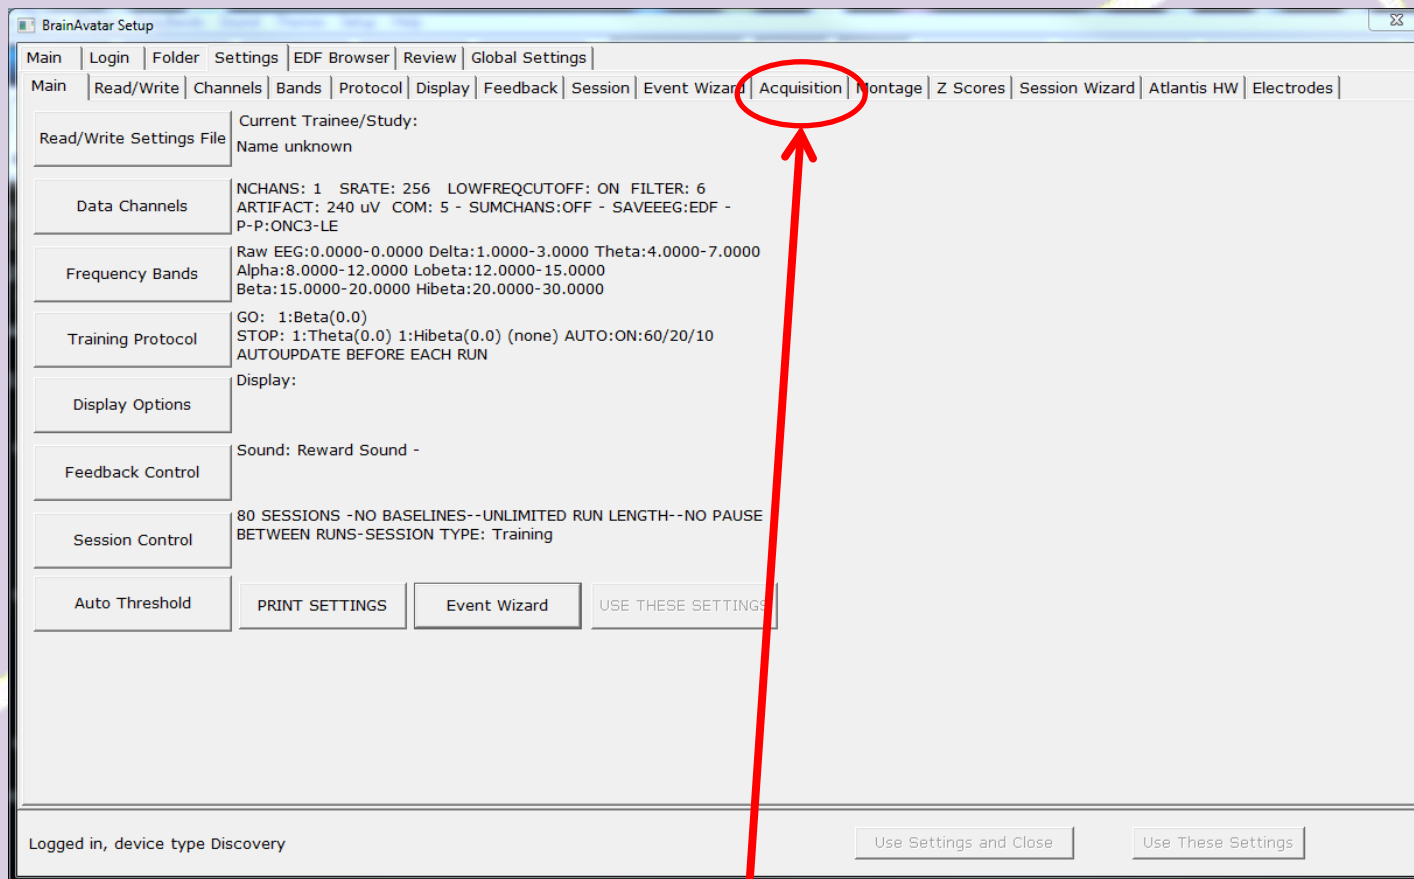 BrainAvatar Setup
Main Login Folder Settings EDF Browser Review Global Settings
Main Read/Write Channels Bands Protocol Display Feedback Session Event Wizard Acquisition Montage Z Scores Session Wizard Atlantis HW Electrodes
Read/Write Settings File
Current Trainee/Study:
Name unknown
Data Channels
NCHANS: 1 SRATE: 256 LOWFREQCUTOFF: ON FILTER: 6
ARTIFACT: 240 uV COM: 5 - SUMCHANS:OFF - SAVEEEG:EDF -
P-P:ONC3-LE
Frequency Bands
Raw EEG:0.0000-0.0000 Delta:1.0000-3.0000 Theta:4.0000-7.0000
Alpha:8.0000-12.0000 Lobeta:12.0000-15.0000
Beta:15.0000-20.0000 Hibeta:20.0000-30.0000
Training Protocol
GO: 1:Beta(0.0)
STOP: 1:Theta(0.0) 1:Hibeta(0.0) (none) AUTO:ON:60/20/10
AUTOUPDATE BEFORE EACH RUN
Display Options
Display:
Feedback Control
Sound: Reward Sound -
Session Control
80 SESSIONS -NO BASELINES--UNLIMITED RUN LENGTH--NO PAUSE
BETWEEN RUNS-SESSION TYPE: Training
Auto Threshold
PRINT SETTINGS
Event Wizard
USE THESE SETTINGS
Logged in, device type Discovery
Use Settings and Close
Use These Settings